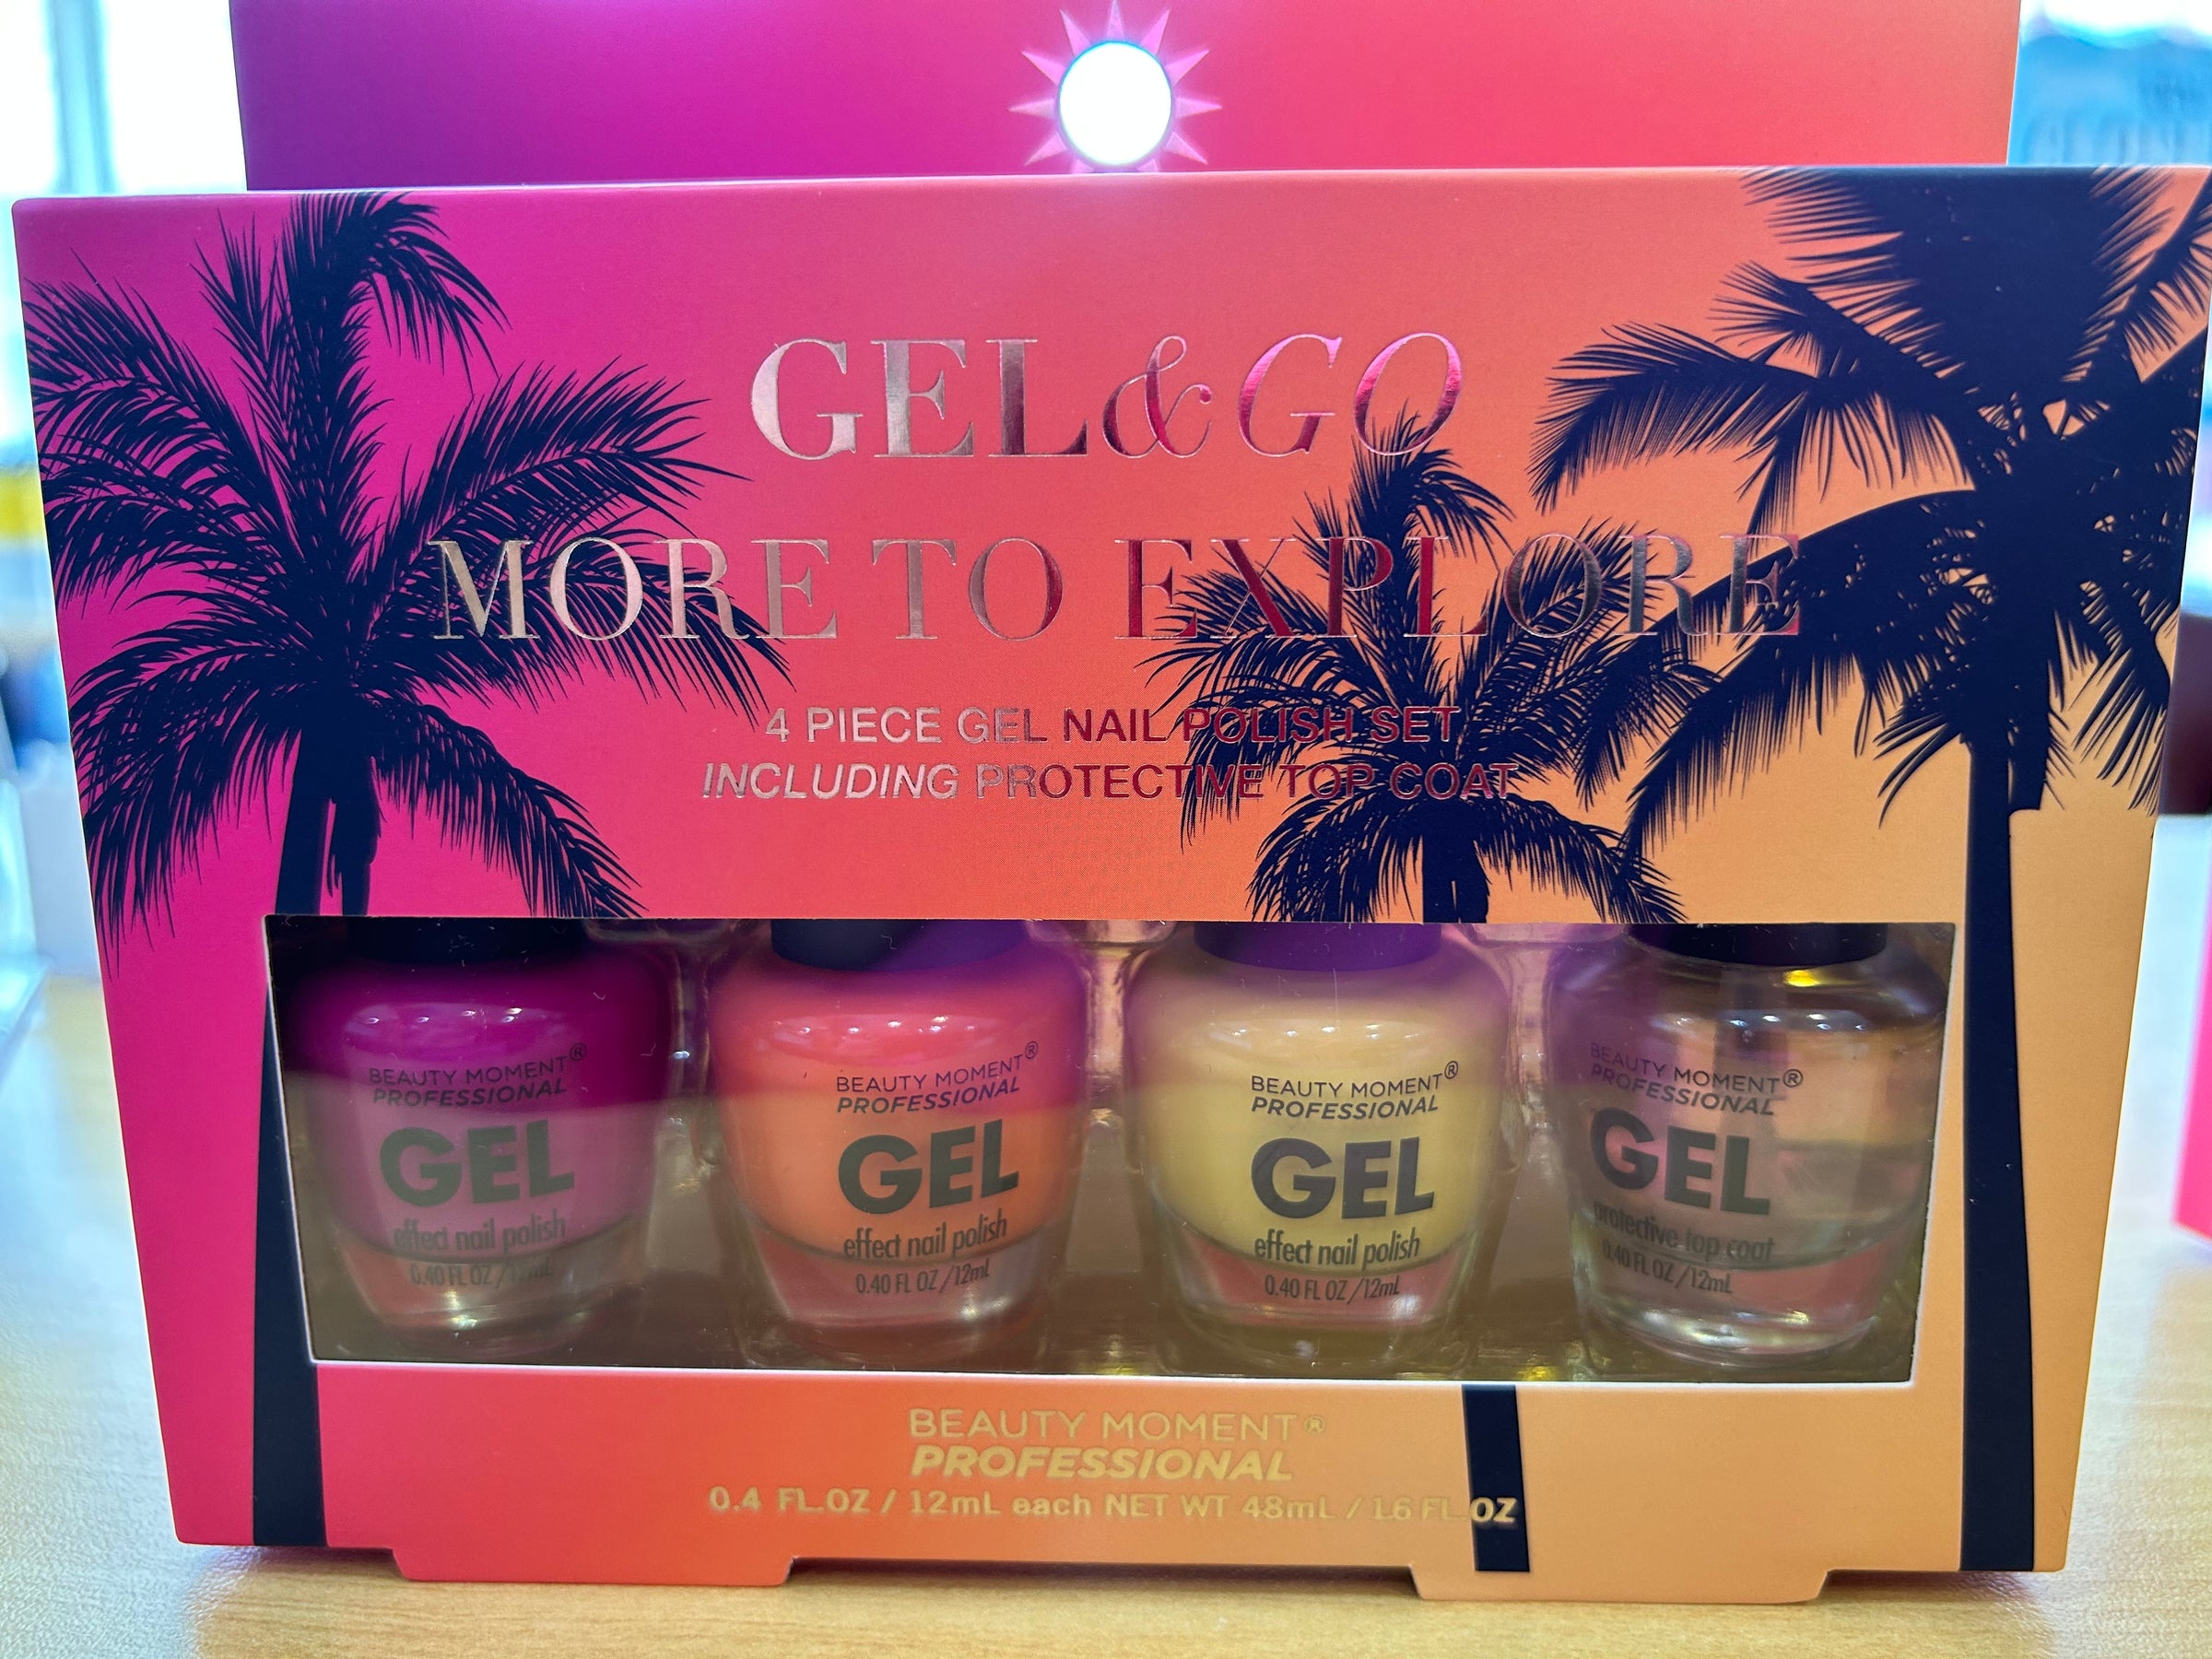 GEL&GO
MORE TO EXPLORE
4 PIECE GEL NAIL POLISH SET
INCLUDING PROTECTIVE TOP COAT
BEAUTY MOMENT®
PROFESSIONAL
GEL
effect nail polish
0.40 FL OZ /12mL
BEAUTY MOMENT®
PROFESSIONAL
GEL
effect nail polish
0.40 FL OZ /12mL
BEAUTY MOMENT®
PROFESSIONAL
GEL
effect nail polish
0.40 FL OZ /12mL
BEAUTY MOMENT®
PROFESSIONAL
GEL
protective top coat
0.40 FL OZ /12mL
BEAUTY MOMENT®
PROFESSIONAL
0.4 FL.OZ / 12mL each NET WT 48mL / 1.6 FL.OZ